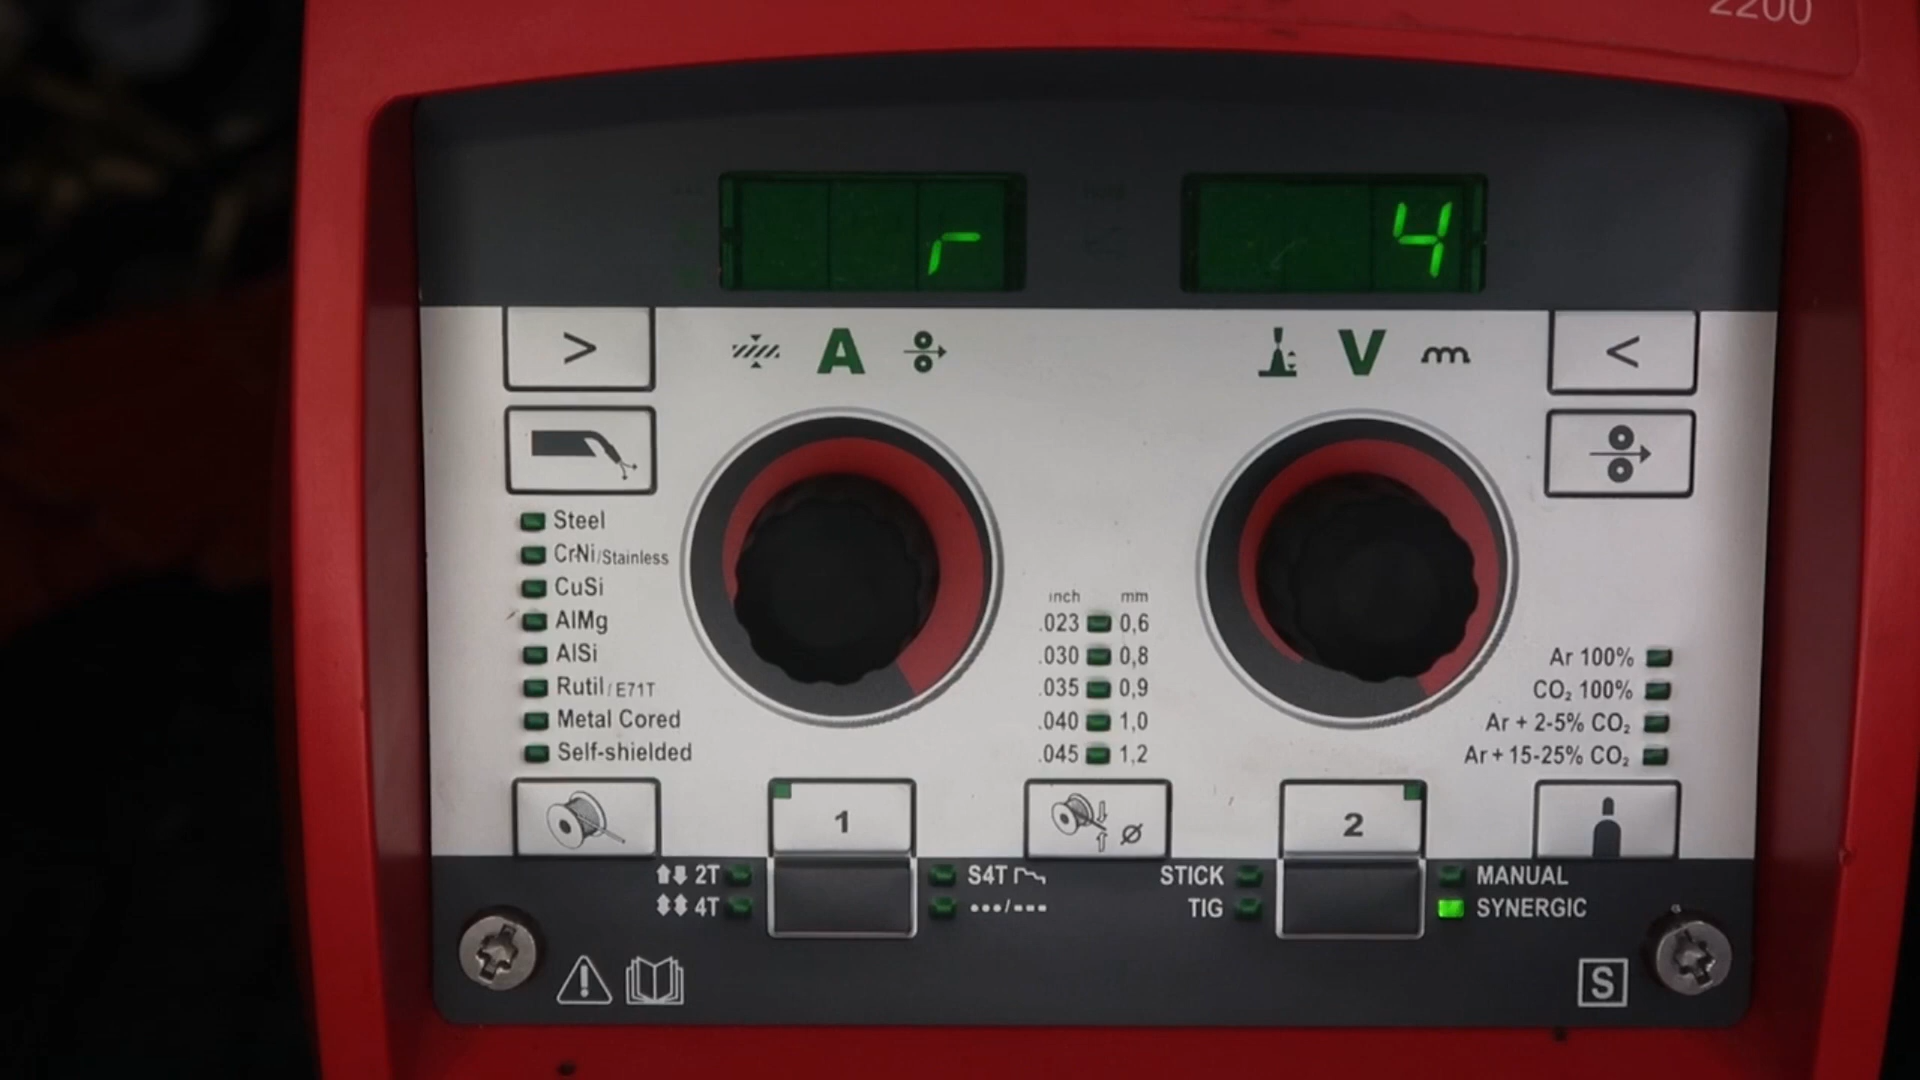 2200
r 4
> <
A V
Steel
CrNi/Stainless
CuSi
AlMg
AlSi
Rutil/E71T
Metal Cored
Self-shielded
inch mm
.023 0,6
.030 0,8
.035 0,9
.040 1,0
.045 1,2
Ar 100%
CO₂ 100%
Ar + 2-5% CO₂
Ar + 15-25% CO₂
1 Ø 2
2T S4T STICK MANUAL
4T •••/--- TIG SYNERGIC
S